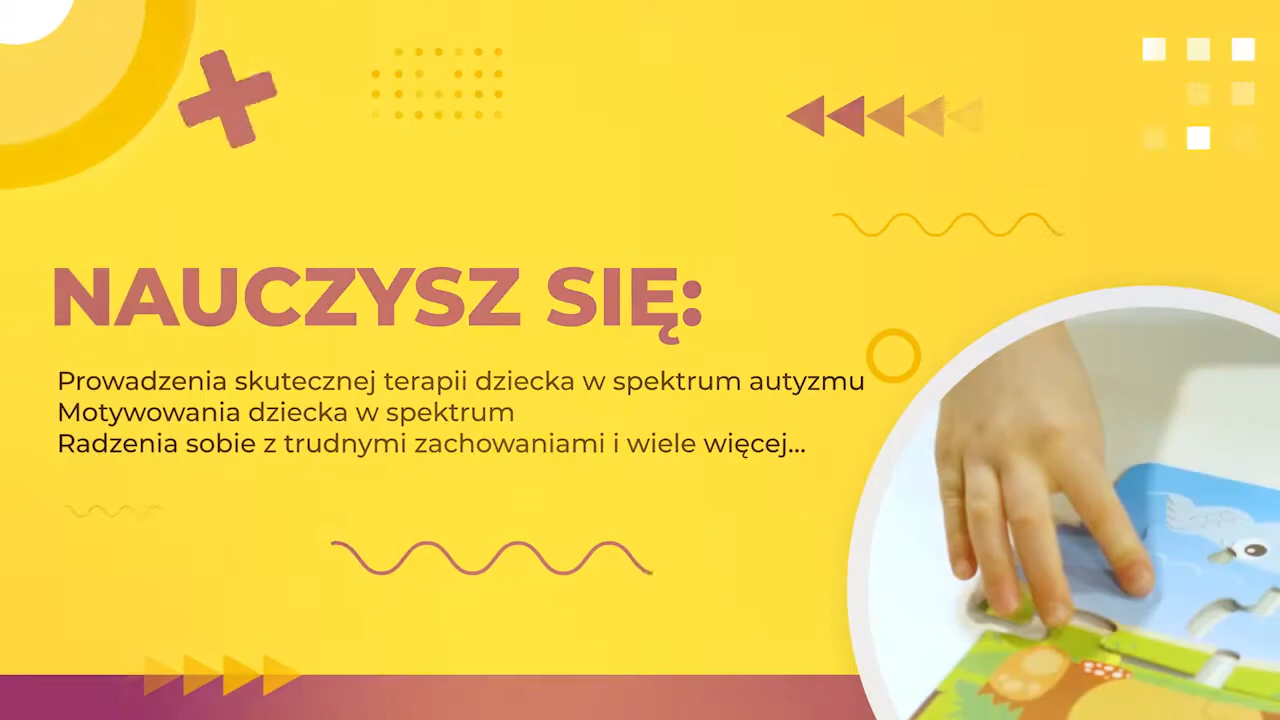 NAUCZYSZ SIĘ:
Prowadzenia skutecznej terapii dziecka w spektrum autyzmu
Motywowania dziecka w spektrum
Radzenia sobie z trudnymi zachowaniami i wiele więcej...